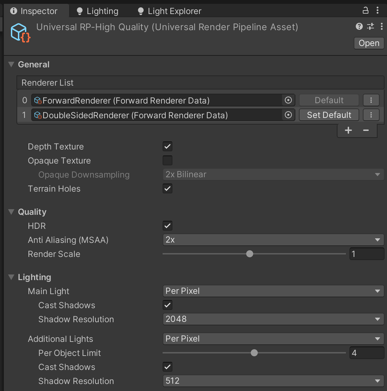 Inspector Lighting Light Explorer
Universal RP-High Quality (Universal Render Pipeline Asset)
Open
General
Renderer List
0 ForwardRenderer (Forward Renderer Data) Default
1 DoubleSidedRenderer (Forward Renderer Data) Set Default
Depth Texture
Opaque Texture
Opaque Downsampling 2x Bilinear
Terrain Holes
Quality
HDR
Anti Aliasing (MSAA) 2x
Render Scale 1
Lighting
Main Light Per Pixel
Cast Shadows
Shadow Resolution 2048
Additional Lights Per Pixel
Per Object Limit 4
Cast Shadows
Shadow Resolution 512